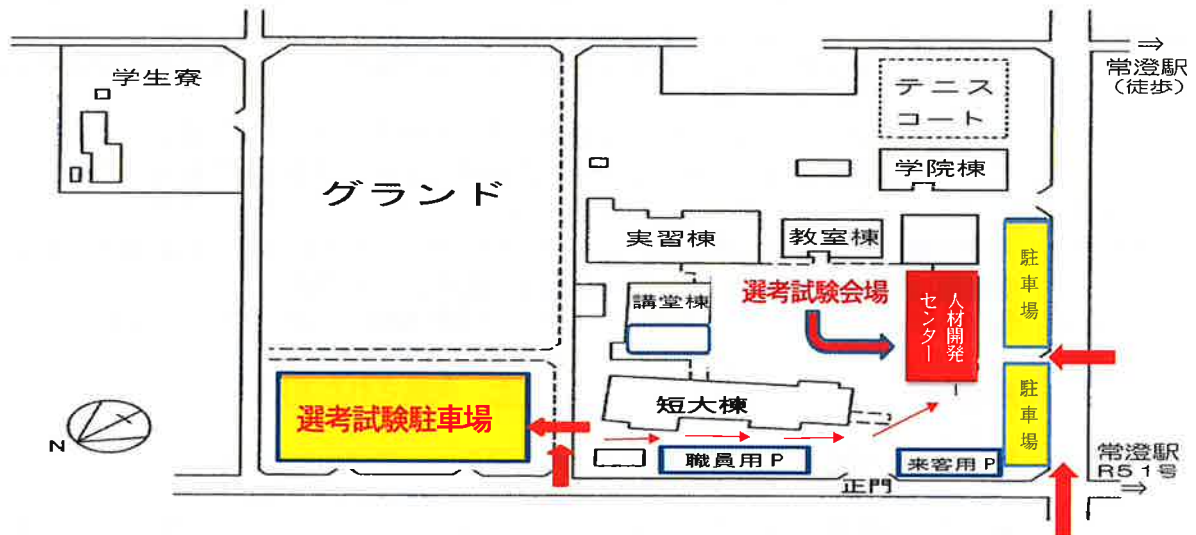 ⇒
常澄駅
(徒歩)
学生寮
テニス
コート
学院棟
グランド
実習棟
教室棟
駐車場
講堂棟
選考試験会場
人材開発
センター
短大棟
駐車場
選考試験駐車場
N
職員用P
来客用P
常澄駅
R51号
⇒
正門